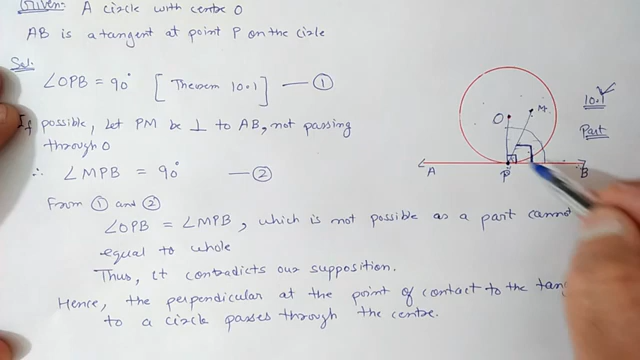 Given: A circle with centre O
AB is a tangent at point P on the circle
Sol:
∠OPB = 90° [Theorem 10.1] — ①
If possible, Let PM be ⊥ to AB, not passing
through O
∴ ∠MPB = 90° — ②
From ① and ②
∠OPB = ∠MPB, which is not possible as a part cannot
equal to whole
Thus, it contradicts our supposition.
Hence, the perpendicular at the point of contact to the tang
to a circle passes through the centre.
O
M
10.1
Part
A
P
B